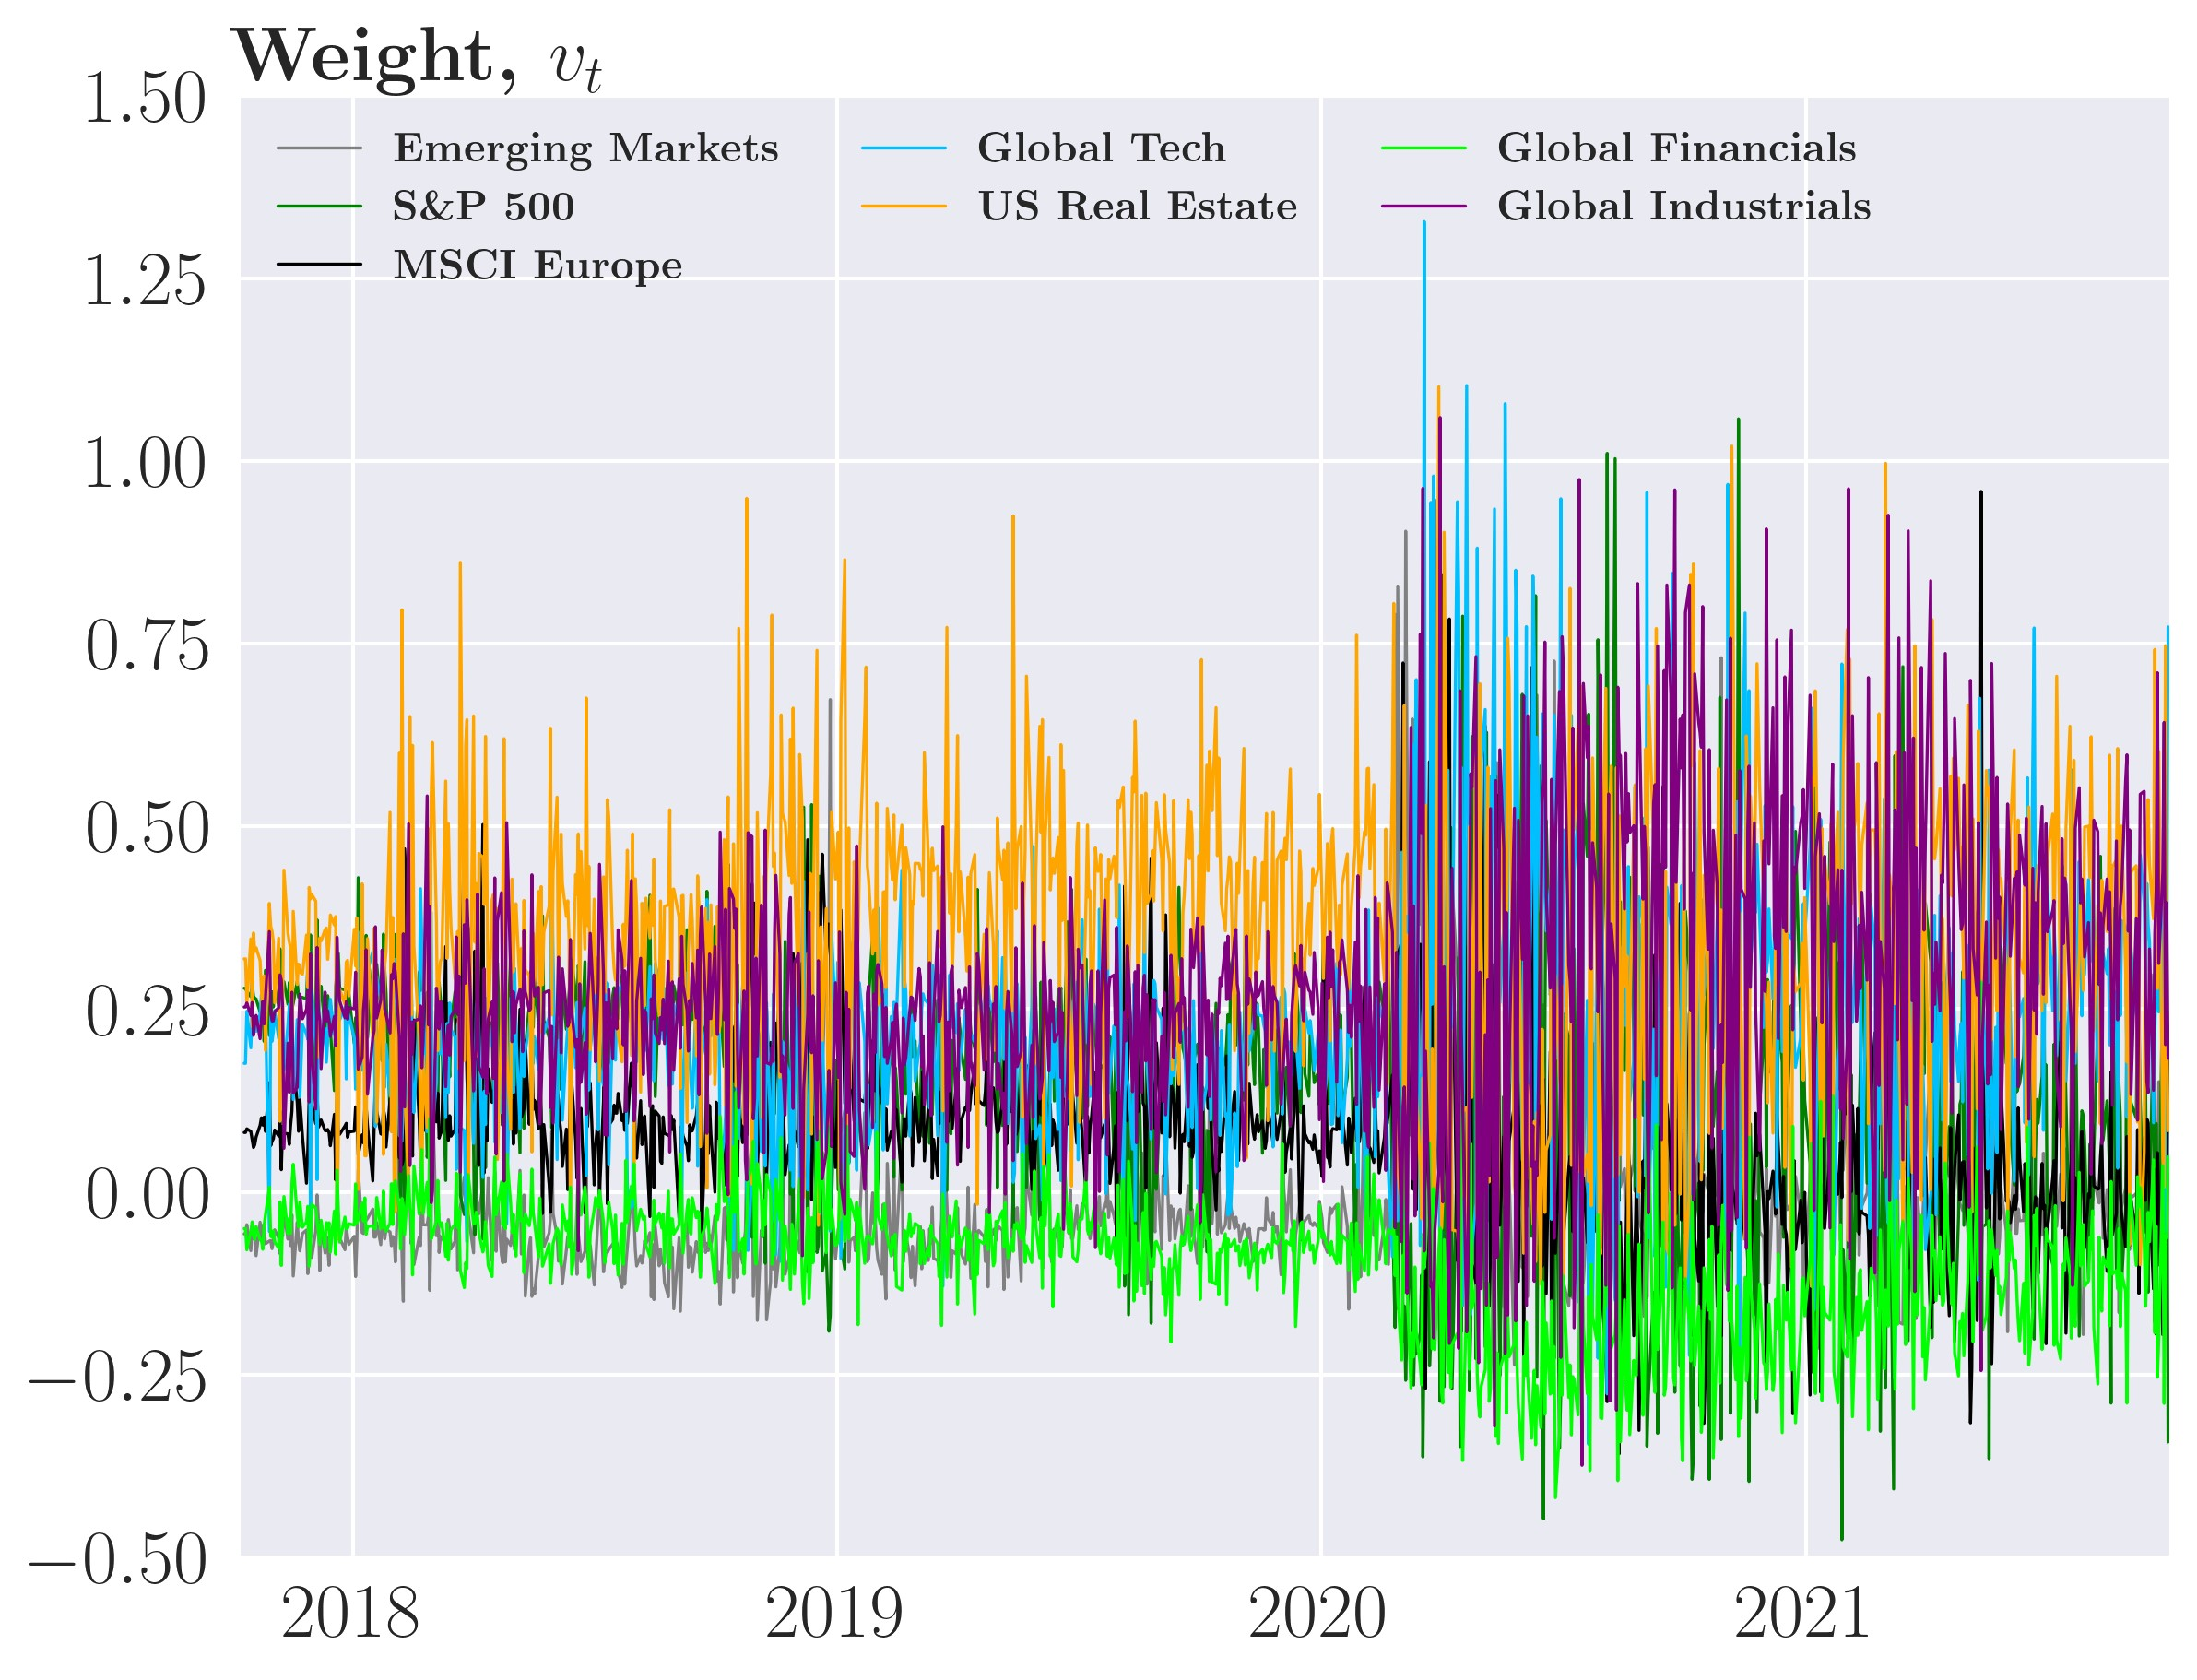 Weight, v_t
1.50
1.25
1.00
0.75
0.50
0.25
0.00
−0.25
−0.50
Emerging Markets
S&P 500
MSCI Europe
Global Tech
US Real Estate
Global Financials
Global Industrials
2018 2019 2020 2021